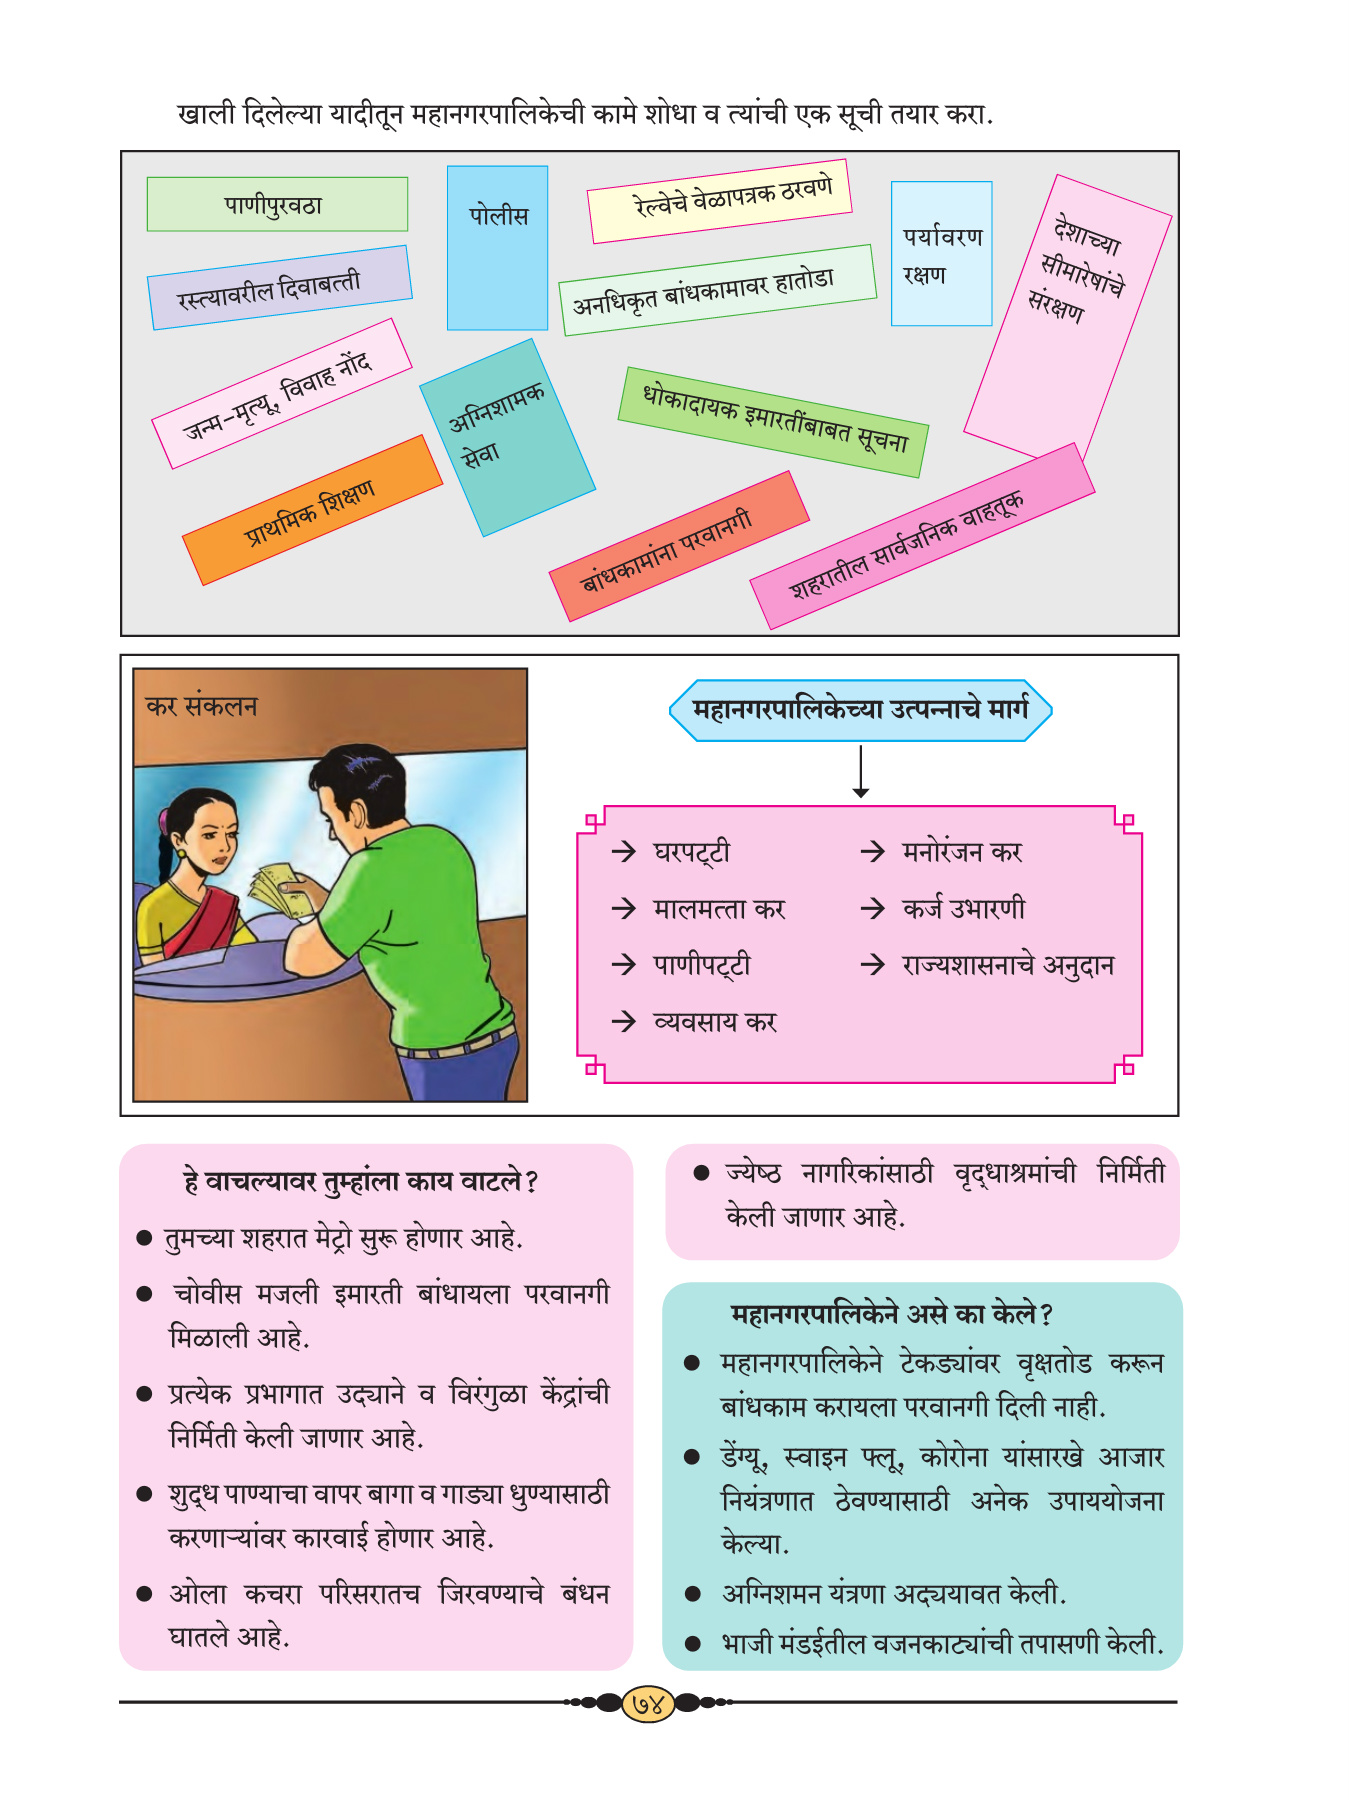 खाली दिलेल्या यादीतून महानगरपालिकेची कामे शोधा व त्यांची एक सूची तयार करा.
पाणीपुरवठा
पोलीस
रेल्वेचे वेळापत्रक ठरवणे
पर्यावरण
रक्षण
देशाच्या
सीमारेषांचे
संरक्षण
रस्त्यावरील दिवाबत्ती
अनधिकृत बांधकामावर हातोडा
जन्म-मृत्यू, विवाह नोंद
अग्निशामक
सेवा
धोकादायक इमारतींबाबत सूचना
प्राथमिक शिक्षण
बांधकामांना परवानगी
शहरातील सार्वजनिक वाहतूक
कर संकलन
महानगरपालिकेच्या उत्पन्नाचे मार्ग
→ घरपट्टी
→ मालमत्ता कर
→ पाणीपट्टी
→ व्यवसाय कर
→ मनोरंजन कर
→ कर्ज उभारणी
→ राज्यशासनाचे अनुदान
हे वाचल्यावर तुम्हांला काय वाटले?
● तुमच्या शहरात मेट्रो सुरू होणार आहे.
● चोवीस मजली इमारती बांधायला परवानगी
मिळाली आहे.
● प्रत्येक प्रभागात उद्याने व विरंगुळा केंद्रांची
निर्मिती केली जाणार आहे.
● शुद्ध पाण्याचा वापर बागा व गाड्या धुण्यासाठी
करणाऱ्यांवर कारवाई होणार आहे.
● ओला कचरा परिसरातच जिरवण्याचे बंधन
घातले आहे.
● ज्येष्ठ नागरिकांसाठी वृद्धाश्रमांची निर्मिती
केली जाणार आहे.
महानगरपालिकेने असे का केले?
● महानगरपालिकेने टेकड्यांवर वृक्षतोड करून
बांधकाम करायला परवानगी दिली नाही.
● डेंग्यू, स्वाइन फ्लू, कोरोना यांसारखे आजार
नियंत्रणात ठेवण्यासाठी अनेक उपाययोजना
केल्या.
● अग्निशमन यंत्रणा अद्ययावत केली.
● भाजी मंडईतील वजनकाट्यांची तपासणी केली.
७४